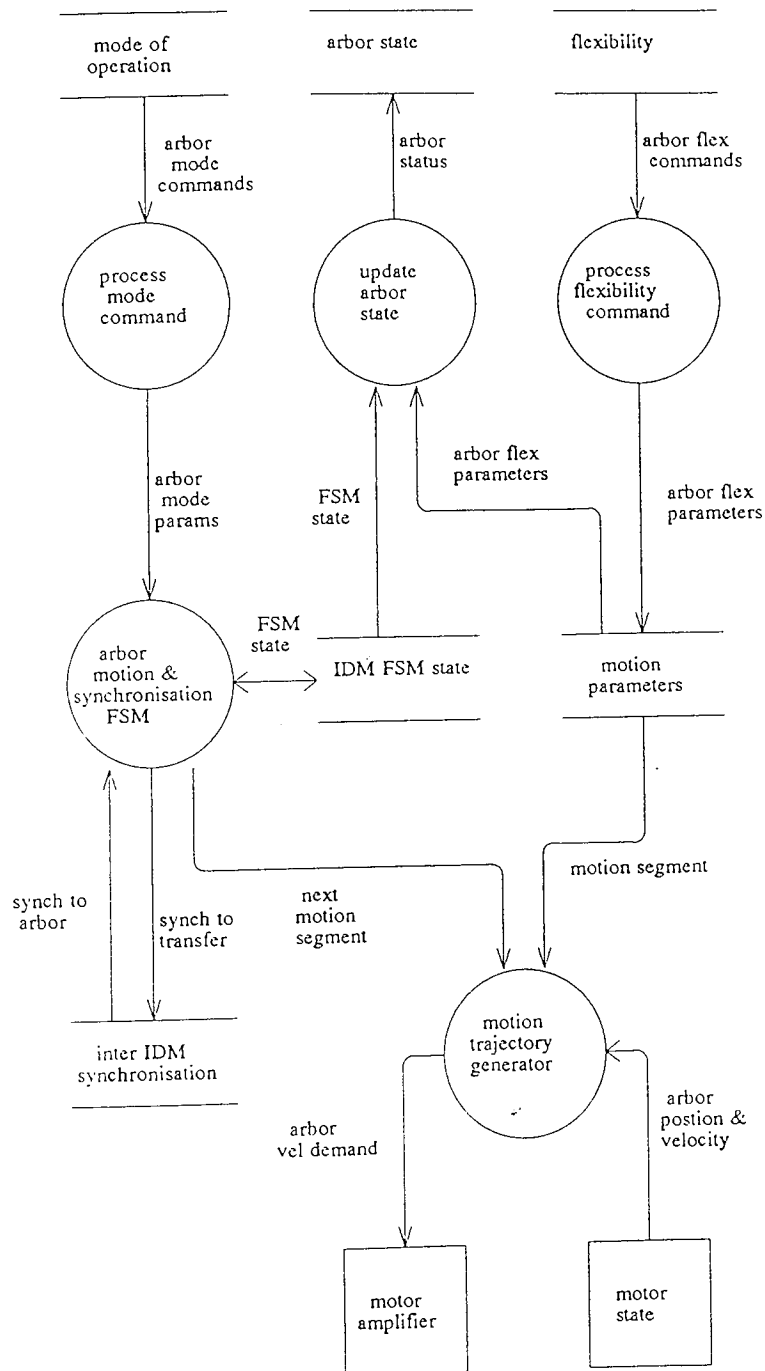 mode of
operation
arbor state
flexibility
arbor
mode
commands
arbor
status
arbor flex
commands
process
mode
command
update
arbor
state
process
flexibility
command
arbor
mode
params
FSM
state
arbor flex
parameters
arbor flex
parameters
arbor
motion &
synchronisation
FSM
FSM
state
IDM FSM state
motion
parameters
synch to
arbor
synch to
transfer
next
motion
segment
motion segment
inter IDM
synchronisation
motion
trajectory
generator
arbor
vel demand
arbor
postion &
velocity
motor
amplifier
motor
state